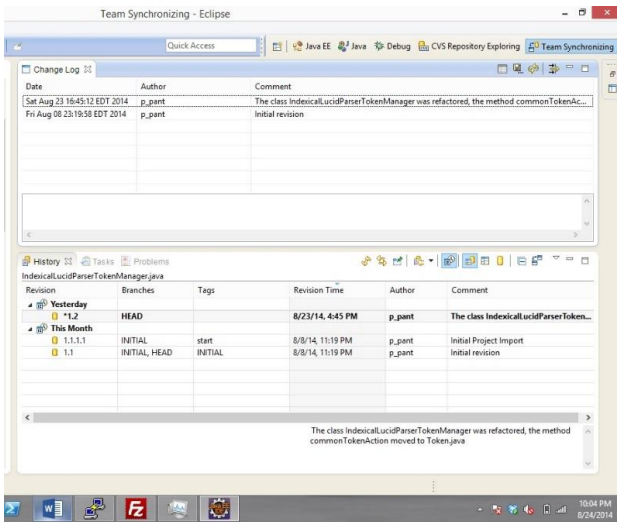 Team Synchronizing - Eclipse
Quick Access
Java EE
Java
Debug
CVS Repository Exploring
Team Synchronizing
Change Log
Date Author Comment
Sat Aug 23 16:45:12 EDT 2014 p_pant The class IndexicalLucidParserTokenManager was refactored, the method commonTokenAc...
Fri Aug 08 23:19:58 EDT 2014 p_pant Initial revision
History Tasks Problems
IndexicalLucidParserTokenManager.java
Revision Branches Tags Revision Time Author Comment
Yesterday
*1.2 HEAD 8/23/14, 4:45 PM p_pant The class IndexicalLucidParserToken...
This Month
1.1.1.1 INITIAL start 8/8/14, 11:19 PM p_pant Initial Project Import
1.1 INITIAL, HEAD INITIAL 8/8/14, 11:19 PM p_pant Initial revision
The class IndexicalLucidParserTokenManager was refactored, the method
commonTokenAction moved to Token.java
10:04 PM
8/24/2014